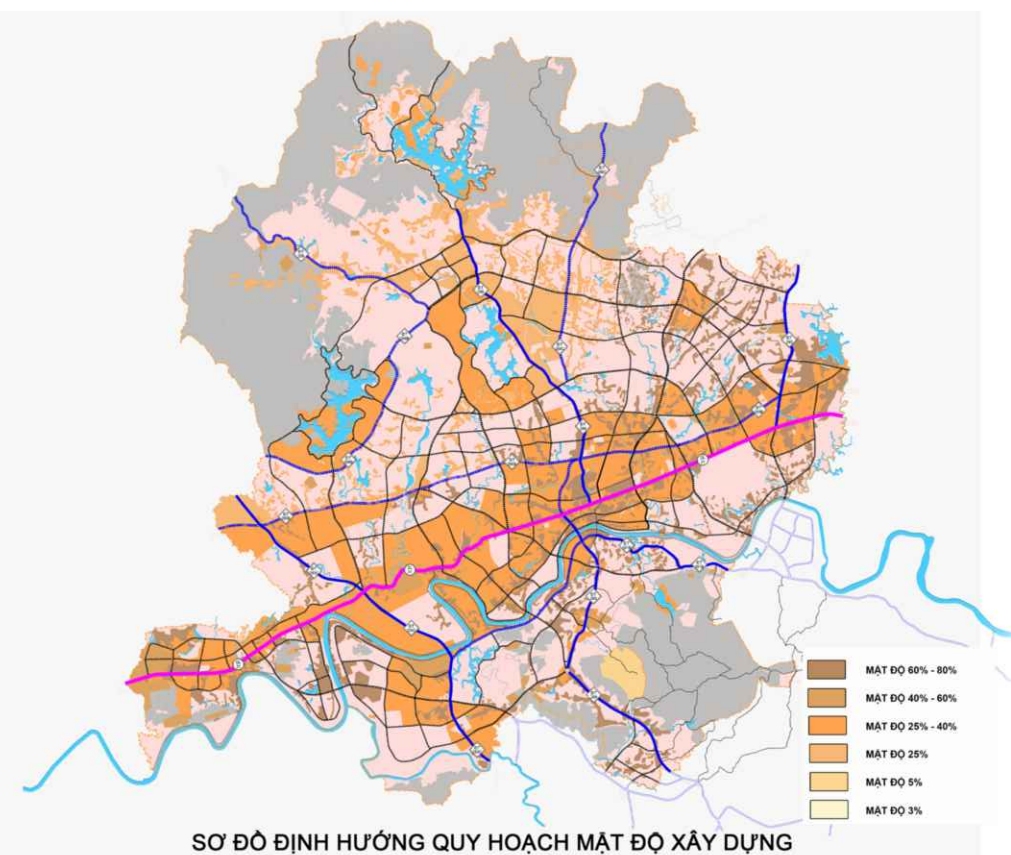 MẬT ĐỘ 60% - 80%
MẬT ĐỘ 40% - 60%
MẬT ĐỘ 25% - 40%
MẬT ĐỘ 25%
MẬT ĐỘ 5%
MẬT ĐỘ 3%
SƠ ĐỒ ĐỊNH HƯỚNG QUY HOẠCH MẬT ĐỘ XÂY DỰNG